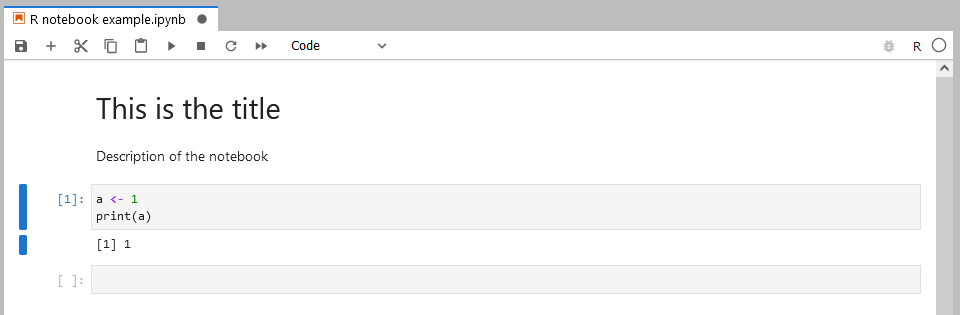 R notebook example.ipynb
Code
R
This is the title
Description of the notebook
[1]: a <- 1
print(a)
[1] 1
[ ]: